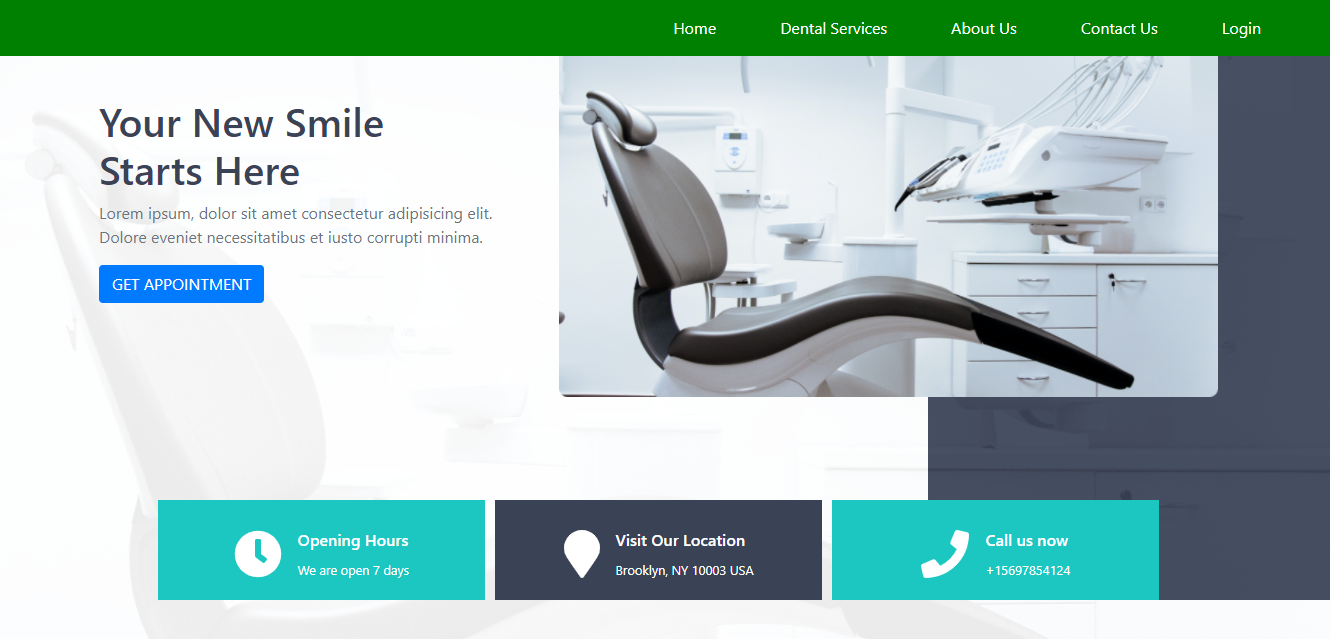 Home Dental Services About Us Contact Us Login
Your New Smile
Starts Here
Lorem ipsum, dolor sit amet consectetur adipisicing elit.
Dolore eveniet necessitatibus et iusto corrupti minima.
GET APPOINTMENT
Opening Hours
We are open 7 days
Visit Our Location
Brooklyn, NY 10003 USA
Call us now
+15697854124